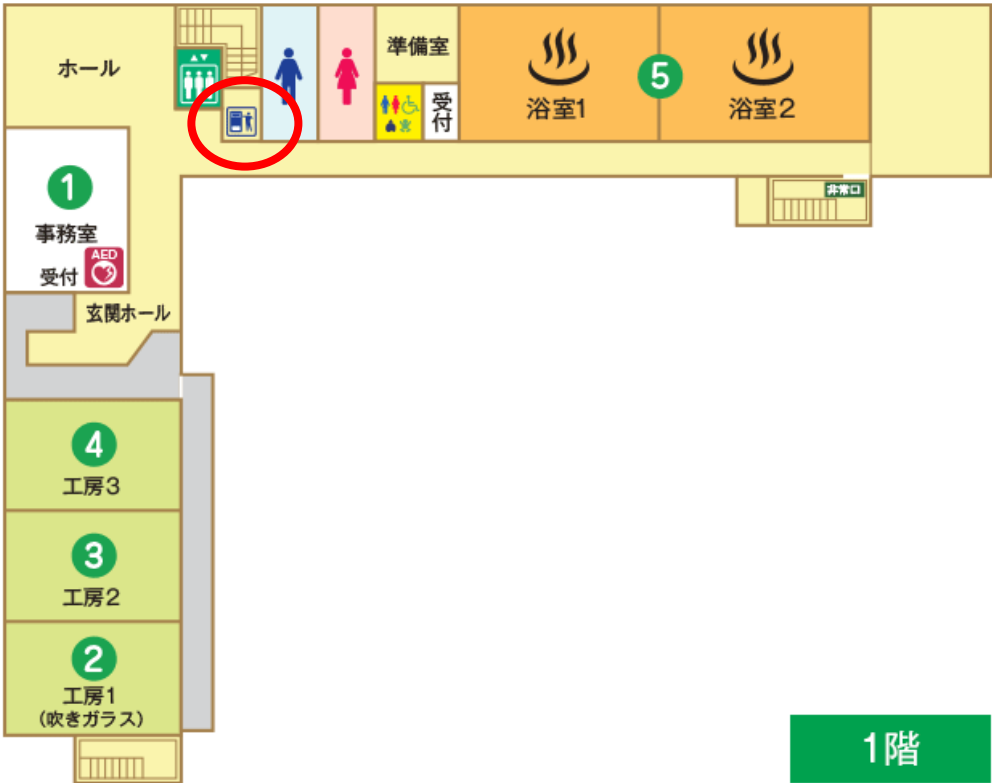 ホール
準備室
受付
浴室1
5
浴室2
1
事務室
受付
AED
玄関ホール
非常口
4
工房3
3
工房2
2
工房1
(吹きガラス)
1階